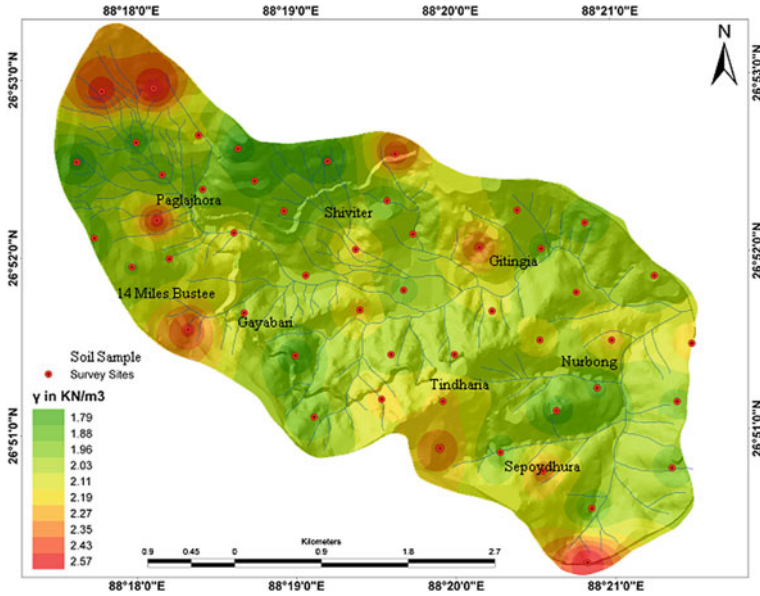 88°18'0"E 88°19'0"E 88°20'0"E 88°21'0"E
N
26°53'0"N 26°53'0"N
Paglajhora
Shiviter
26°52'0"N 26°52'0"N
Gitingia
14 Miles Bustee
Gayabari
Nurbong
Tindharia
26°51'0"N 26°51'0"N
Sepoydhura
Soil Sample
Survey Sites
γ in KN/m3
1.79
1.88
1.96
2.03
2.11
2.19
2.27
2.35
2.43
2.57
Kilometers
0.9 0.45 0 0.9 1.8 2.7
88°18'0"E 88°19'0"E 88°20'0"E 88°21'0"E